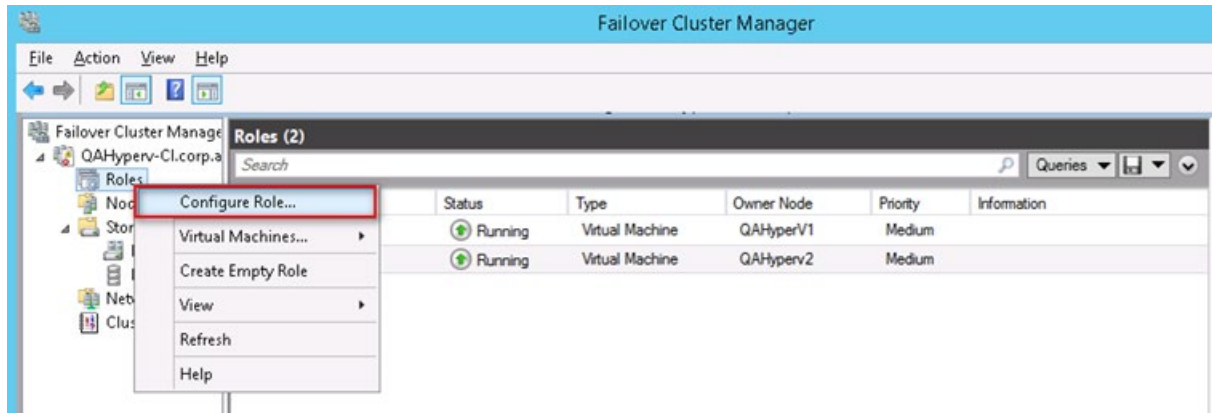 Failover Cluster Manager
File Action View Help
Failover Cluster Manage
Roles (2)
QAHyperv-Cl.corp.a
Search
Queries
Roles
Configure Role...
Virtual Machines...
Create Empty Role
View
Refresh
Help
Status Type Owner Node Priority Information
Running Virtual Machine QAHyperV1 Medium
Running Virtual Machine QAHyperv2 Medium